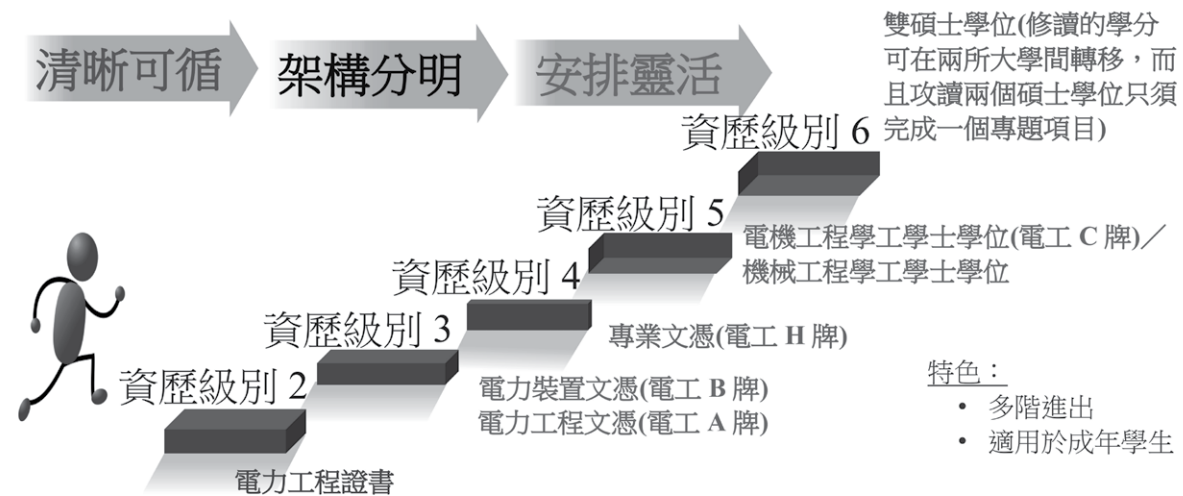 清晰可循
架構分明
安排靈活
雙碩士學位(修讀的學分
可在兩所大學間轉移，而
且攻讀兩個碩士學位只須
完成一個專題項目)
資歷級別 6
資歷級別 5
電機工程學工學士學位(電工 C 牌)／
機械工程學工學士學位
資歷級別 4
專業文憑(電工 H 牌)
資歷級別 3
電力裝置文憑(電工 B 牌)
電力工程文憑(電工 A 牌)
資歷級別 2
電力工程證書
特色：
• 多階進出
• 適用於成年學生